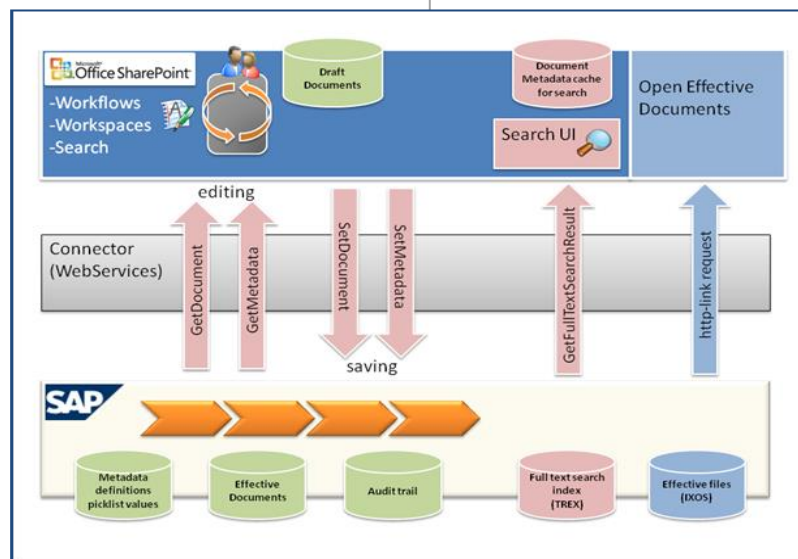 Microsoft
Office SharePoint
-Workflows
-Workspaces
-Search
Draft
Documents
Document
Metadata cache
for search
Search UI
Open Effective
Documents
editing
Connector
(WebServices)
GetDocument
GetMetadata
SetDocument
SetMetadata
GetFullTextSearchResult
http-link request
saving
SAP
Metadata
definitions
picklist values
Effective
Documents
Audit trail
Full text search
index
(TREX)
Effective files
(IXOS)